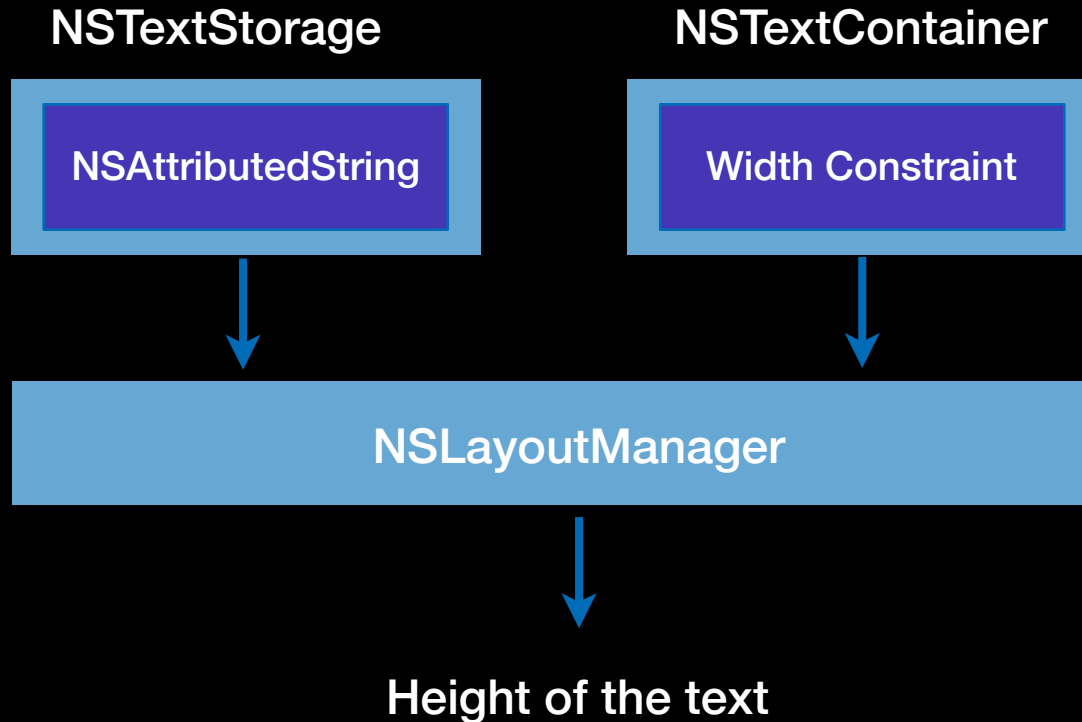 NSTextStorage
NSTextContainer
NSAttributedString
Width Constraint
NSLayoutManager
Height of the text